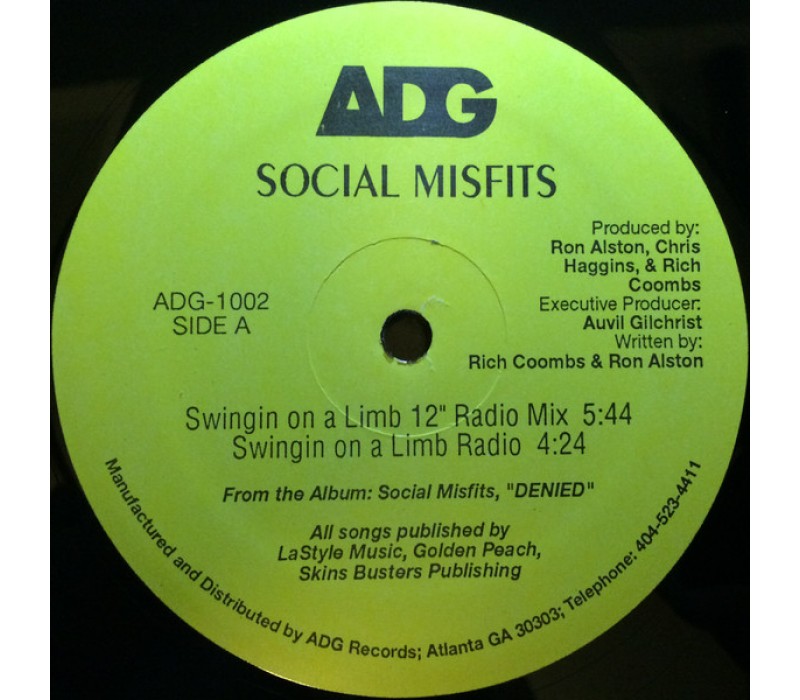 ADG
SOCIAL MISFITS
Produced by:
Ron Alston, Chris
Haggins, & Rich
Coombs
Executive Producer:
Auvil Gilchrist
Written by:
Rich Coombs & Ron Alston
ADG-1002
SIDE A
Swingin on a Limb 12" Radio Mix 5:44
Swingin on a Limb Radio 4:24
From the Album: Social Misfits, "DENIED"
All songs published by
LaStyle Music, Golden Peach,
Skins Busters Publishing
Manufactured and Distributed by ADG Records; Atlanta GA 30303; Telephone: 404-523-4411